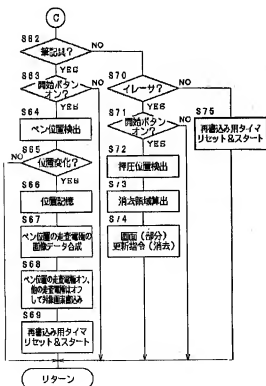 C
S62
筆記具?
NO
YES
S63
開始ボタン
オン?
NO
YES
S64
ペン位置検出
S65
NO
位置変化?
YES
S66
位置記憶
S67
ペン位置の走査電極の
画像データ合成
S68
ペン位置の走査電極オン、
他の走査電極はオフ
して対象画素書込み
S69
再書込み用タイマ
リセット&スタート
S70
イレーサ?
NO
YES
S71
開始ボタン
オン?
NO
YES
S72
押圧位置検出
S73
消去領域算出
S74
画面(部分)
更新指令(消去)
S75
再書込み用タイマ
リセット&スタート
リターン